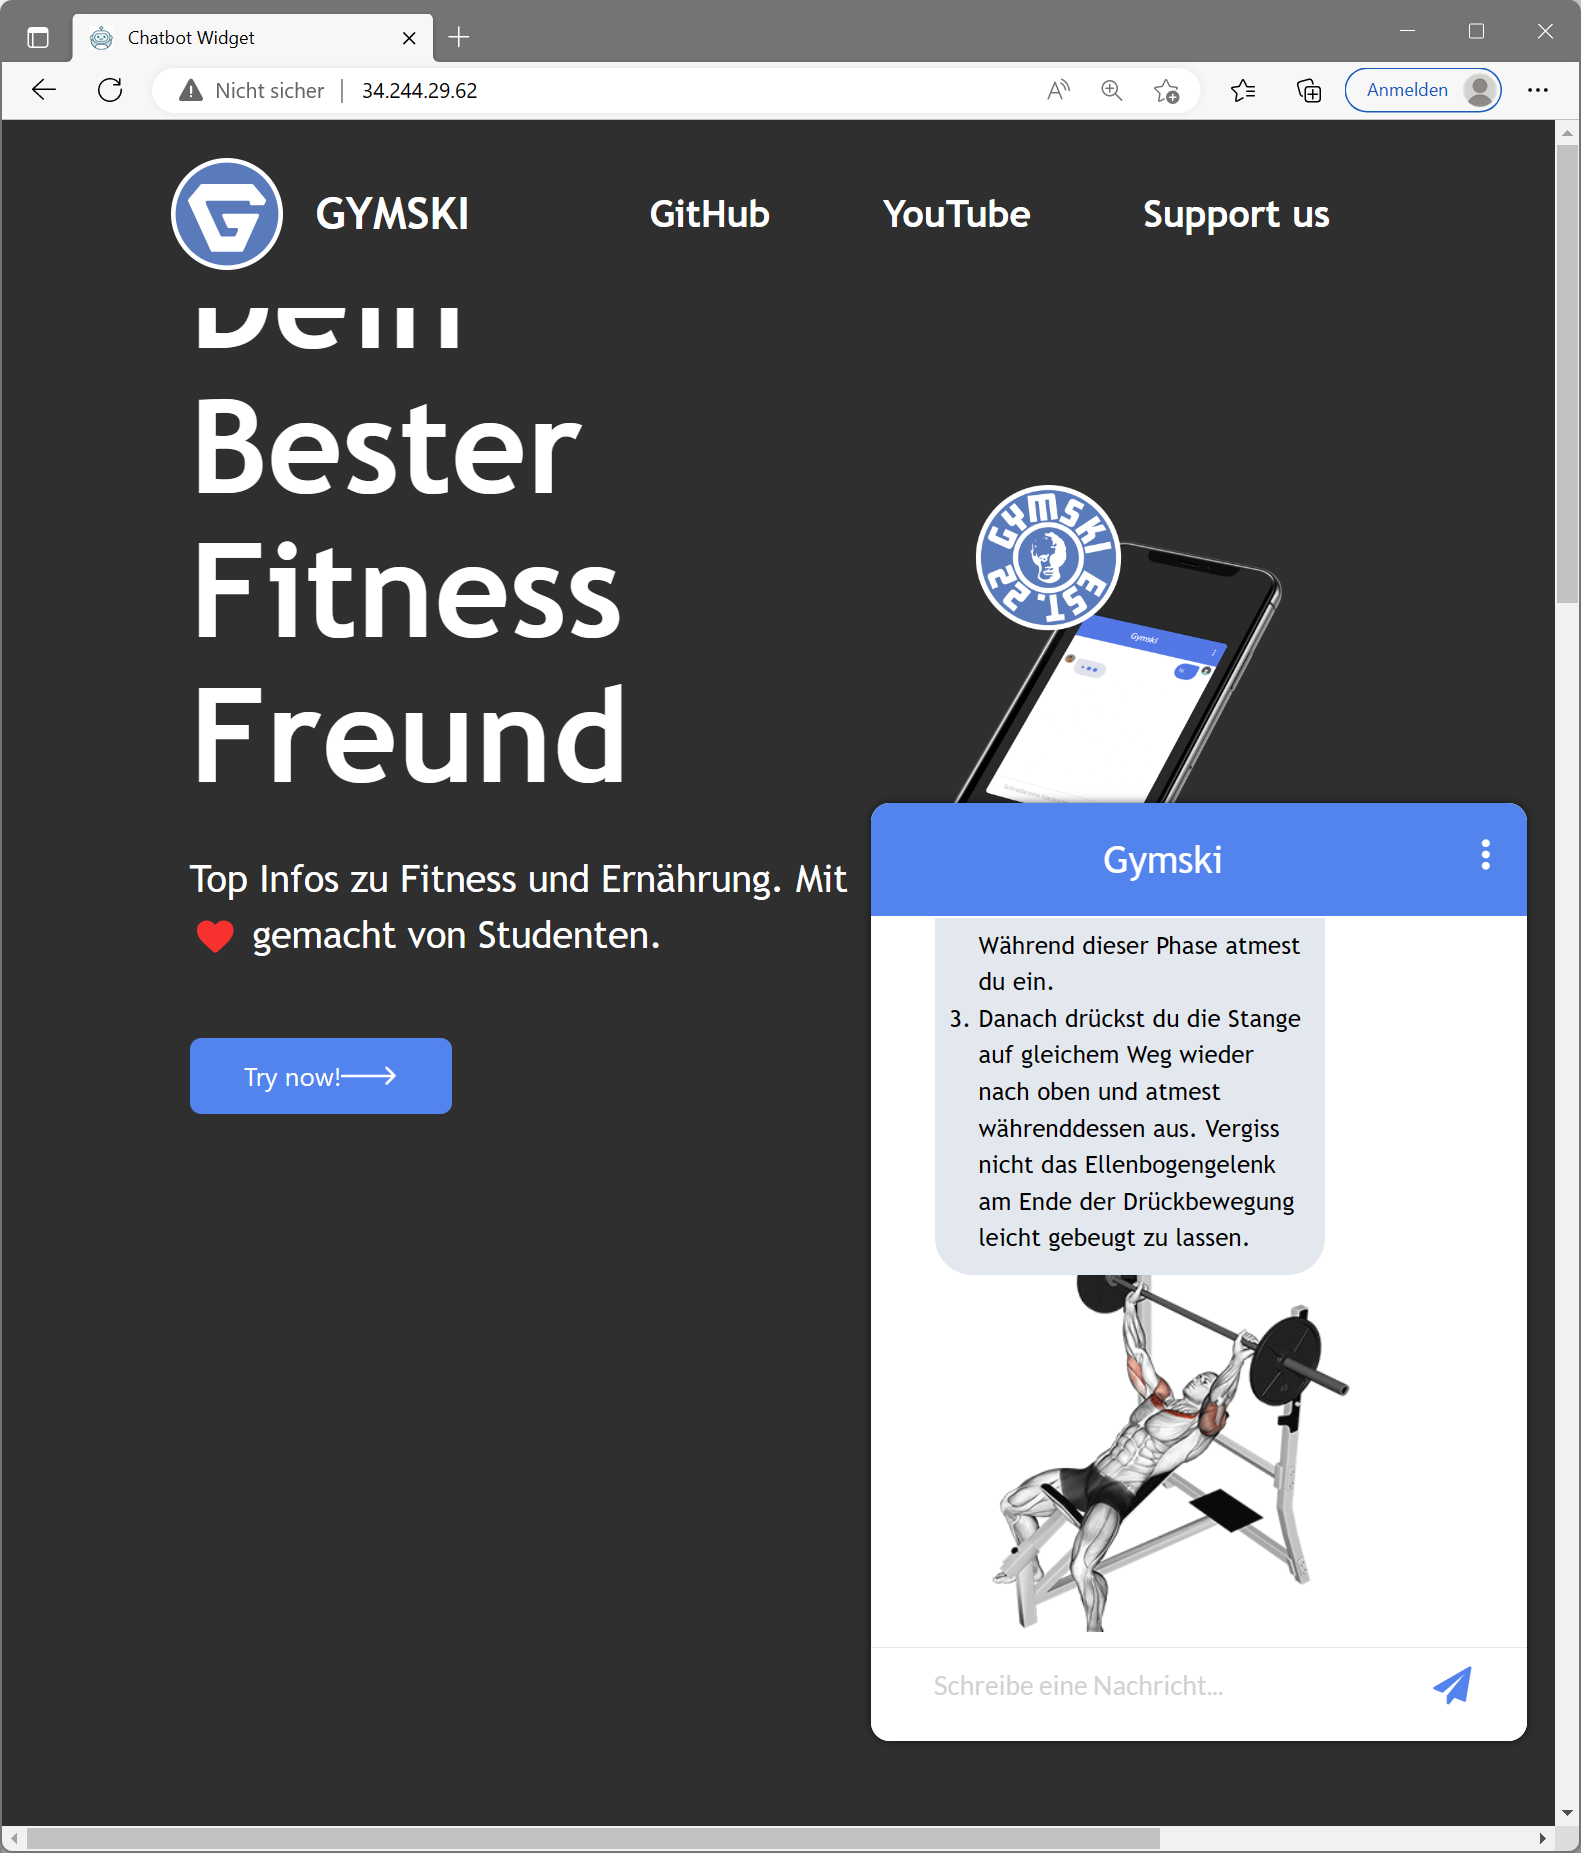 Chatbot Widget
Nicht sicher | 34.244.29.62
Anmelden
GYMSKI
GitHub
YouTube
Support us
Dein
Bester
Fitness
Freund
GYMSKI EST. 22
Gymski
Top Infos zu Fitness und Ernährung. Mit
❤ gemacht von Studenten.
Try now!
Gymski
Während dieser Phase atmest
du ein.
3. Danach drückst du die Stange
auf gleichem Weg wieder
nach oben und atmest
währenddessen aus. Vergiss
nicht das Ellenbogengelenk
am Ende der Drückbewegung
leicht gebeugt zu lassen.
Schreibe eine Nachricht...